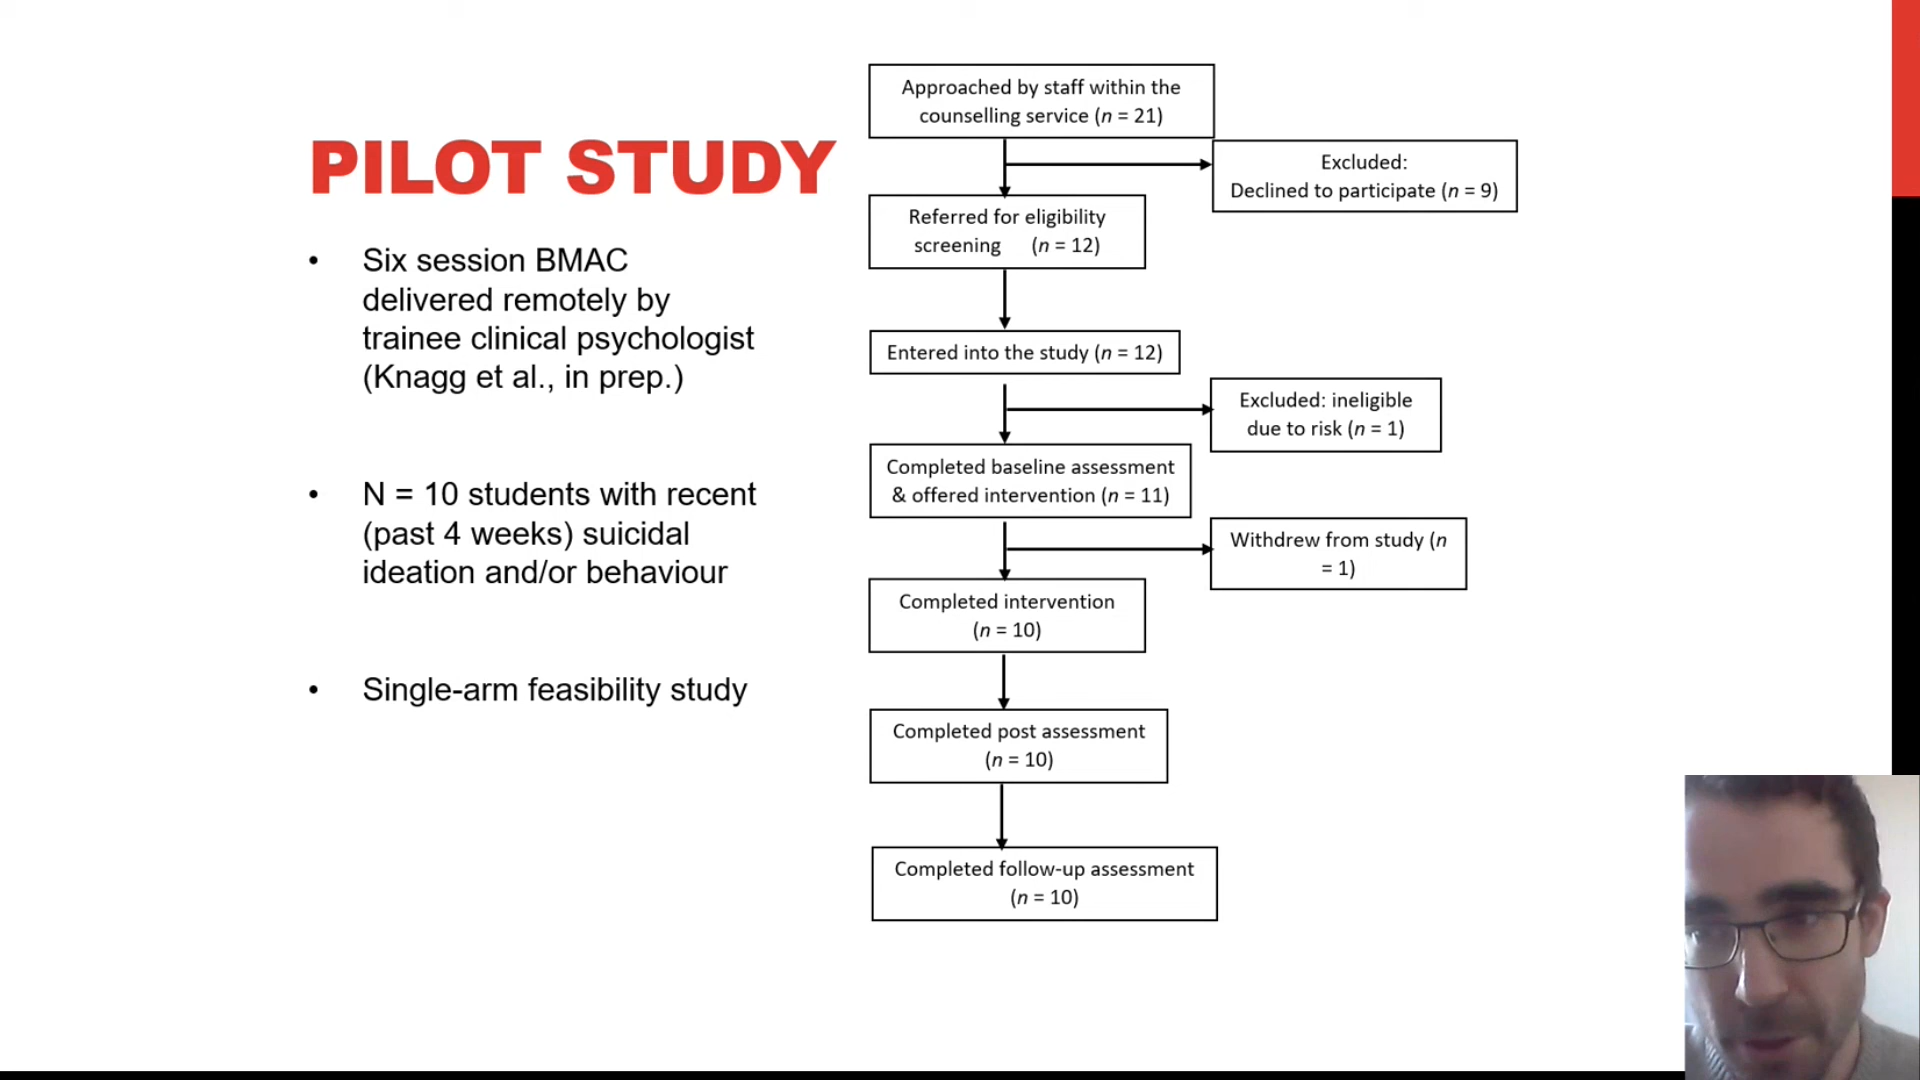 PILOT STUDY
• Six session BMAC
delivered remotely by
trainee clinical psychologist
(Knagg et al., in prep.)
• N = 10 students with recent
(past 4 weeks) suicidal
ideation and/or behaviour
• Single-arm feasibility study
Approached by staff within the
counselling service (n = 21)
Excluded:
Declined to participate (n = 9)
Referred for eligibility
screening (n = 12)
Entered into the study (n = 12)
Excluded: ineligible
due to risk (n = 1)
Completed baseline assessment
& offered intervention (n = 11)
Withdrew from study (n
= 1)
Completed intervention
(n = 10)
Completed post assessment
(n = 10)
Completed follow-up assessment
(n = 10)